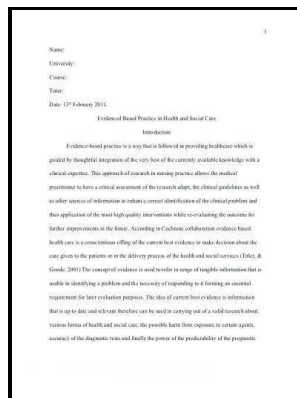 1
Name:
University:
Course:
Tutor:
Date: 13th February 2011.
Evidenced Based Practice in Health and Social Care
Introduction
Evidence-based practice is a way that is followed in providing healthcare which is
guided by thoughtful integration of the very best of the currently available knowledge with a
clinical expertise. This approach of research in nursing practice allows the medical
practitioner to have a critical assessment of the research adapt, the clinical guidelines as well
as other sources of information to enhance correct identification of the clinical problem and
thus application of the most high quality interventions while re-evaluating the outcome for
further improvements in the future. According to Cochrane collaboration evidence based
health care is a conscientious of the current best evidence to make decision about the
care given to the patients or in the delivery process of the health and social services (Titler, &
Goode, 2001) The concept of evidence is used to refer to range of tangible information that is
usable in identifying a problem and the necessity of responding to it forming an essential
requirement for later evaluation purposes. The idea of current best evidence is information
that is up to date and relevant therefore can be used in carrying out of a valid research about
various forms of health and social care, the possible harm from exposure to certain agents,
accuracy of the diagnostic tests and finally the power of the predictability of the prognostic